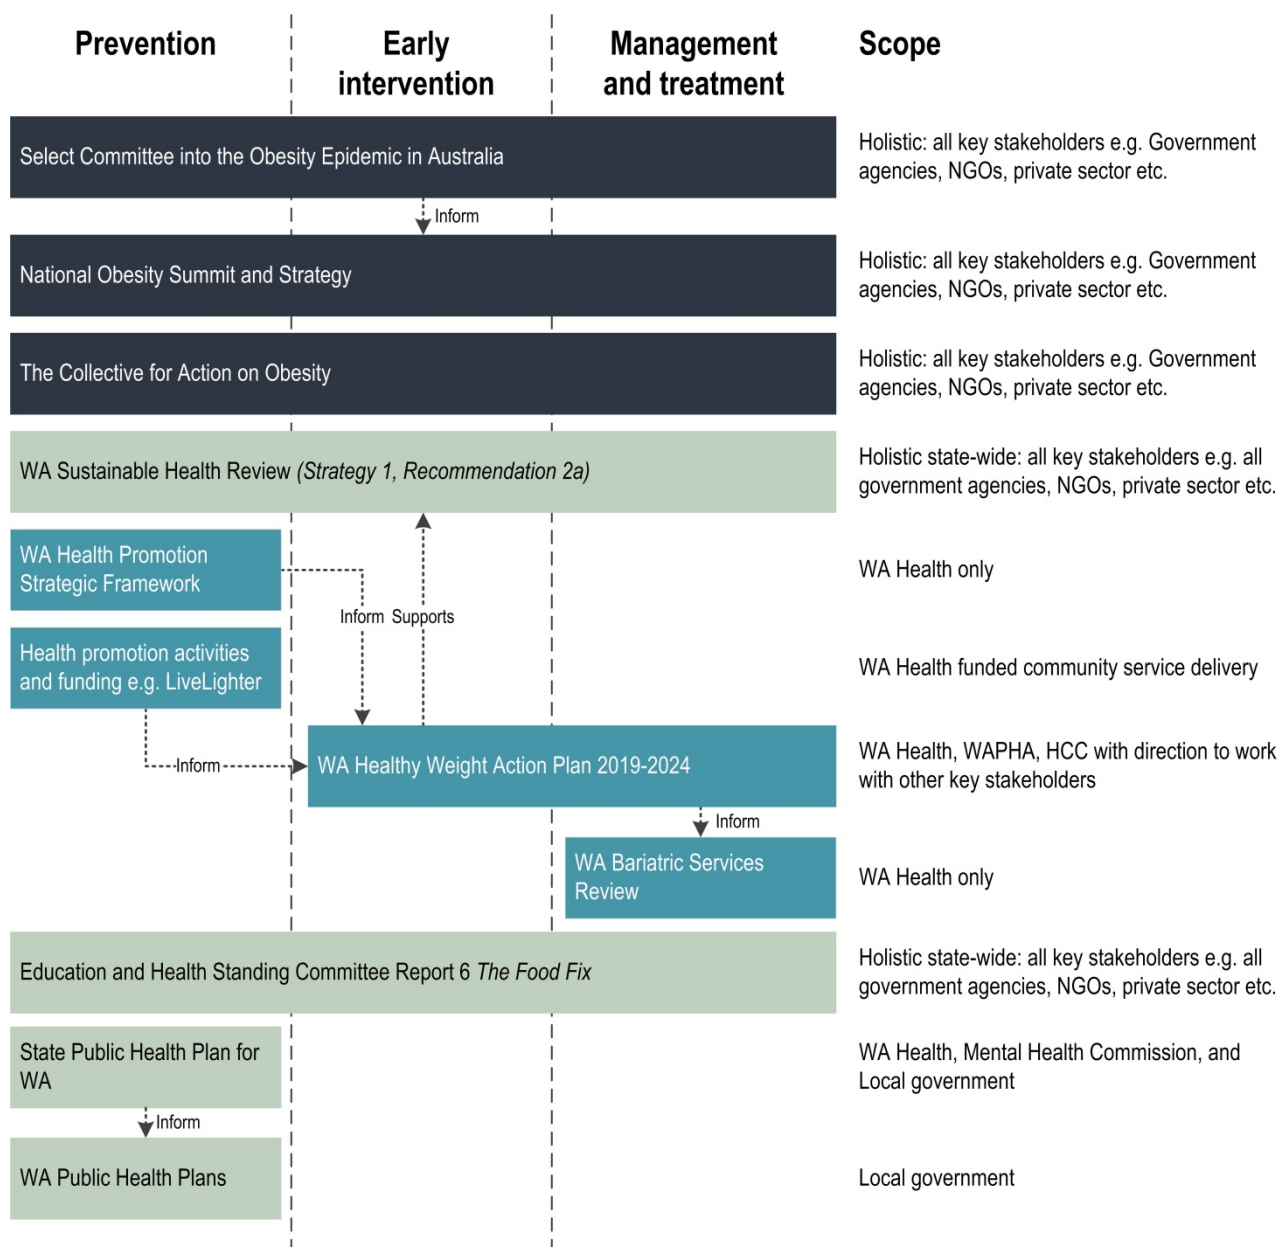 Prevention
Early
intervention
Management
and treatment
Scope
Select Committee into the Obesity Epidemic in Australia
Holistic: all key stakeholders e.g. Government
agencies, NGOs, private sector etc.
Inform
National Obesity Summit and Strategy
Holistic: all key stakeholders e.g. Government
agencies, NGOs, private sector etc.
The Collective for Action on Obesity
Holistic: all key stakeholders e.g. Government
agencies, NGOs, private sector etc.
WA Sustainable Health Review (Strategy 1, Recommendation 2a)
Holistic state-wide: all key stakeholders e.g. all
government agencies, NGOs, private sector etc.
WA Health Promotion
Strategic Framework
WA Health only
Inform Supports
Health promotion activities
and funding e.g. LiveLighter
WA Health funded community service delivery
Inform
WA Healthy Weight Action Plan 2019-2024
WA Health, WAPHA, HCC with direction to work
with other key stakeholders
Inform
WA Bariatric Services
Review
WA Health only
Education and Health Standing Committee Report 6 The Food Fix
Holistic state-wide: all key stakeholders e.g. all
government agencies, NGOs, private sector etc.
State Public Health Plan for
WA
WA Health, Mental Health Commission, and
Local government
Inform
WA Public Health Plans
Local government